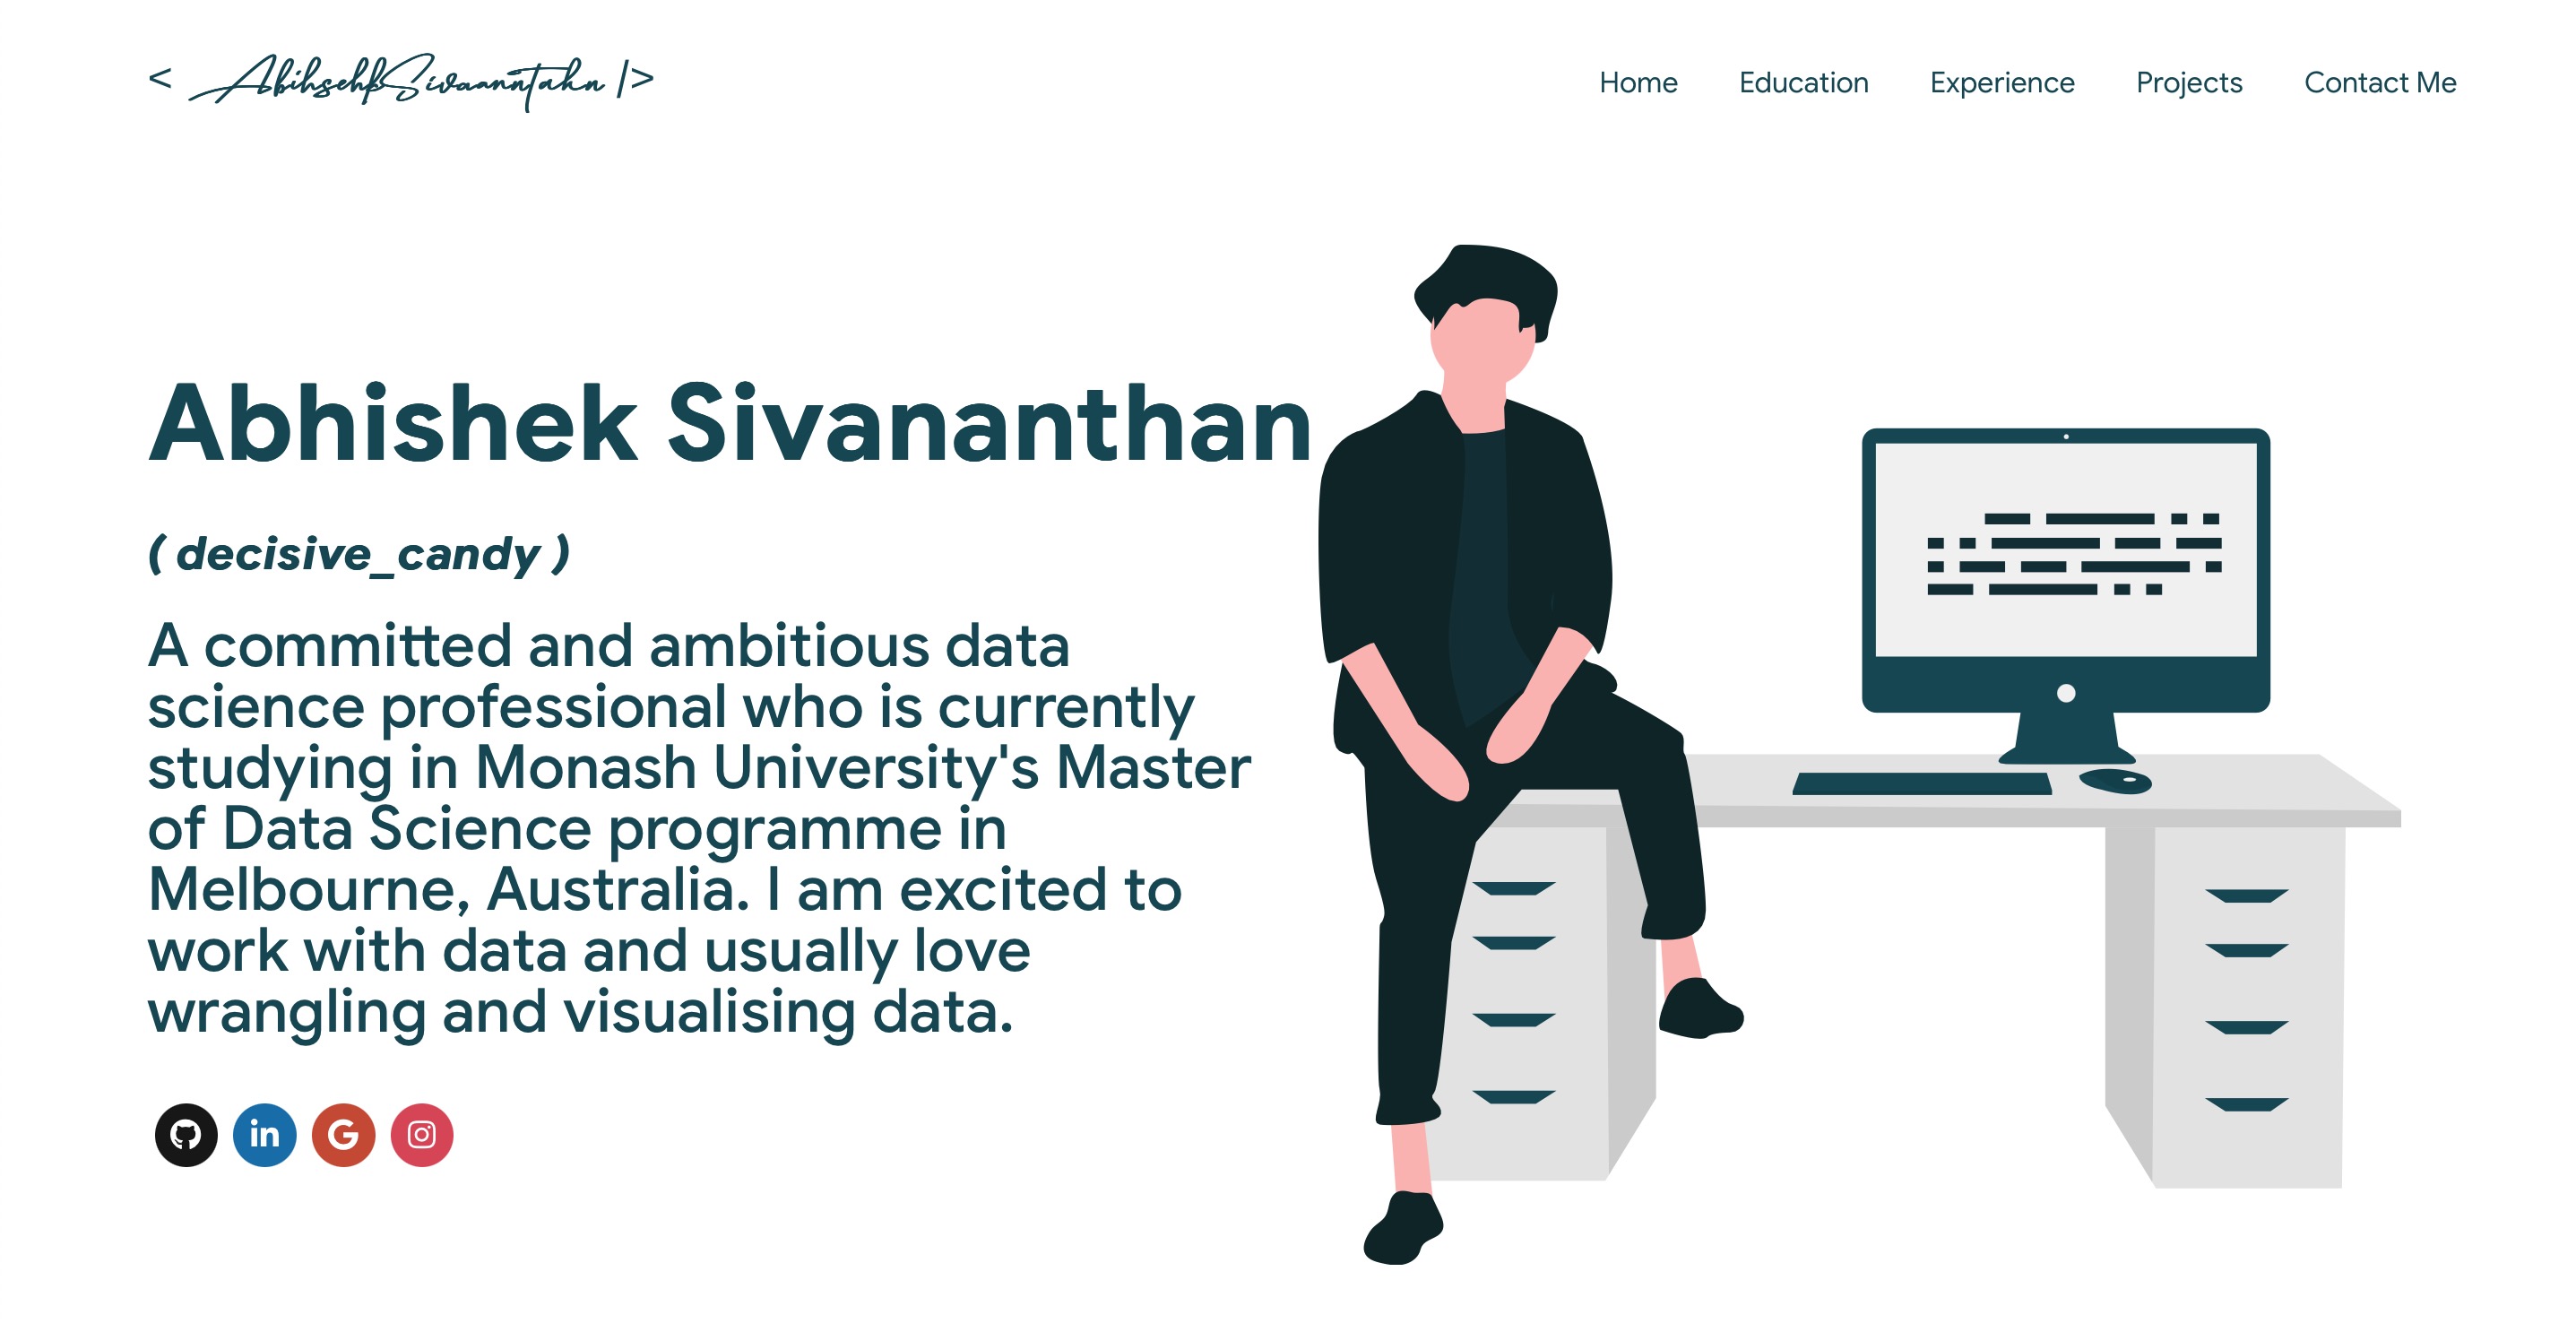 < AbihsehkSivaanntahn />
Home Education Experience Projects Contact Me
Abhishek Sivananthan
( decisive_candy )
A committed and ambitious data
science professional who is currently
studying in Monash University's Master
of Data Science programme in
Melbourne, Australia. I am excited to
work with data and usually love
wrangling and visualising data.
in G